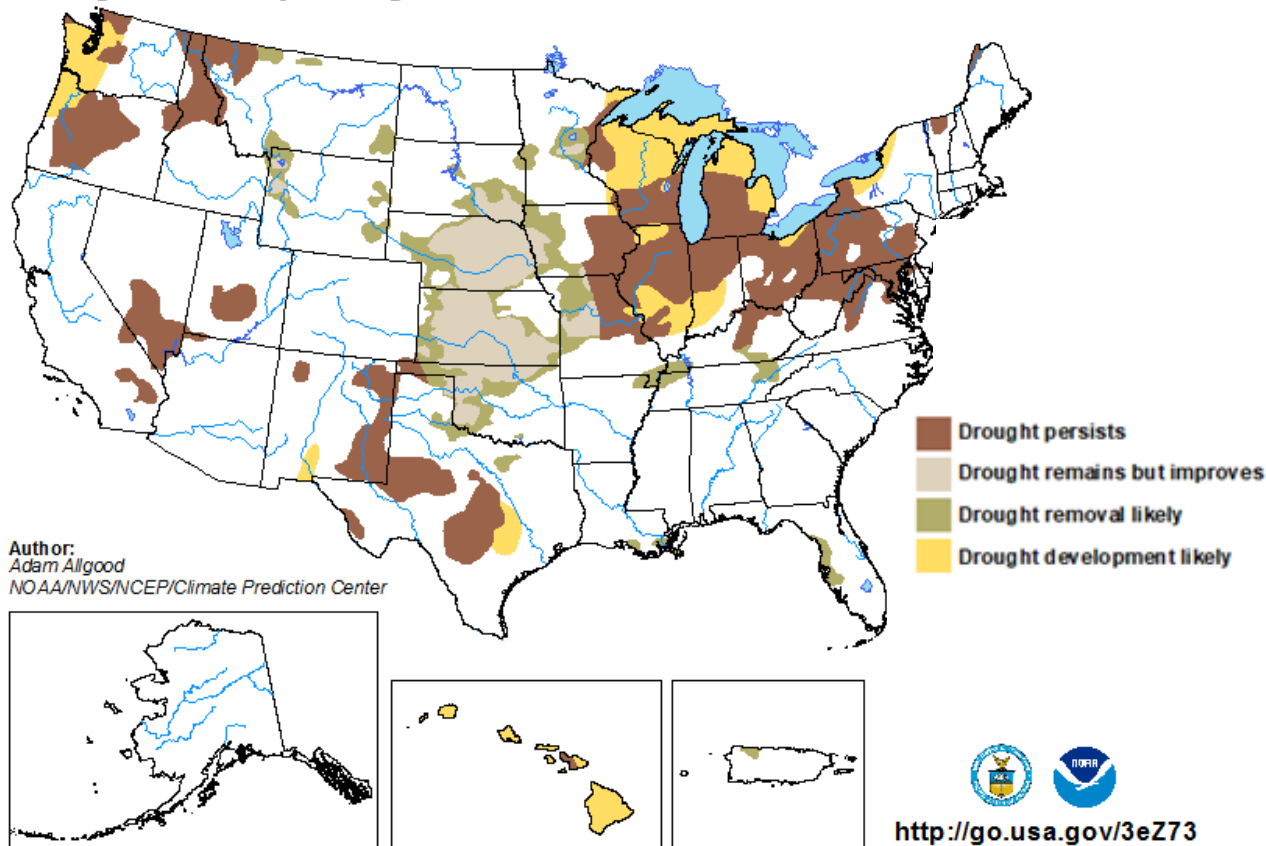 Drought persists
Drought remains but improves
Drought removal likely
Drought development likely
Author:
Adam Allgood
NOAA/NWS/NCEP/Climate Prediction Center
NOAA
http://go.usa.gov/3eZ73